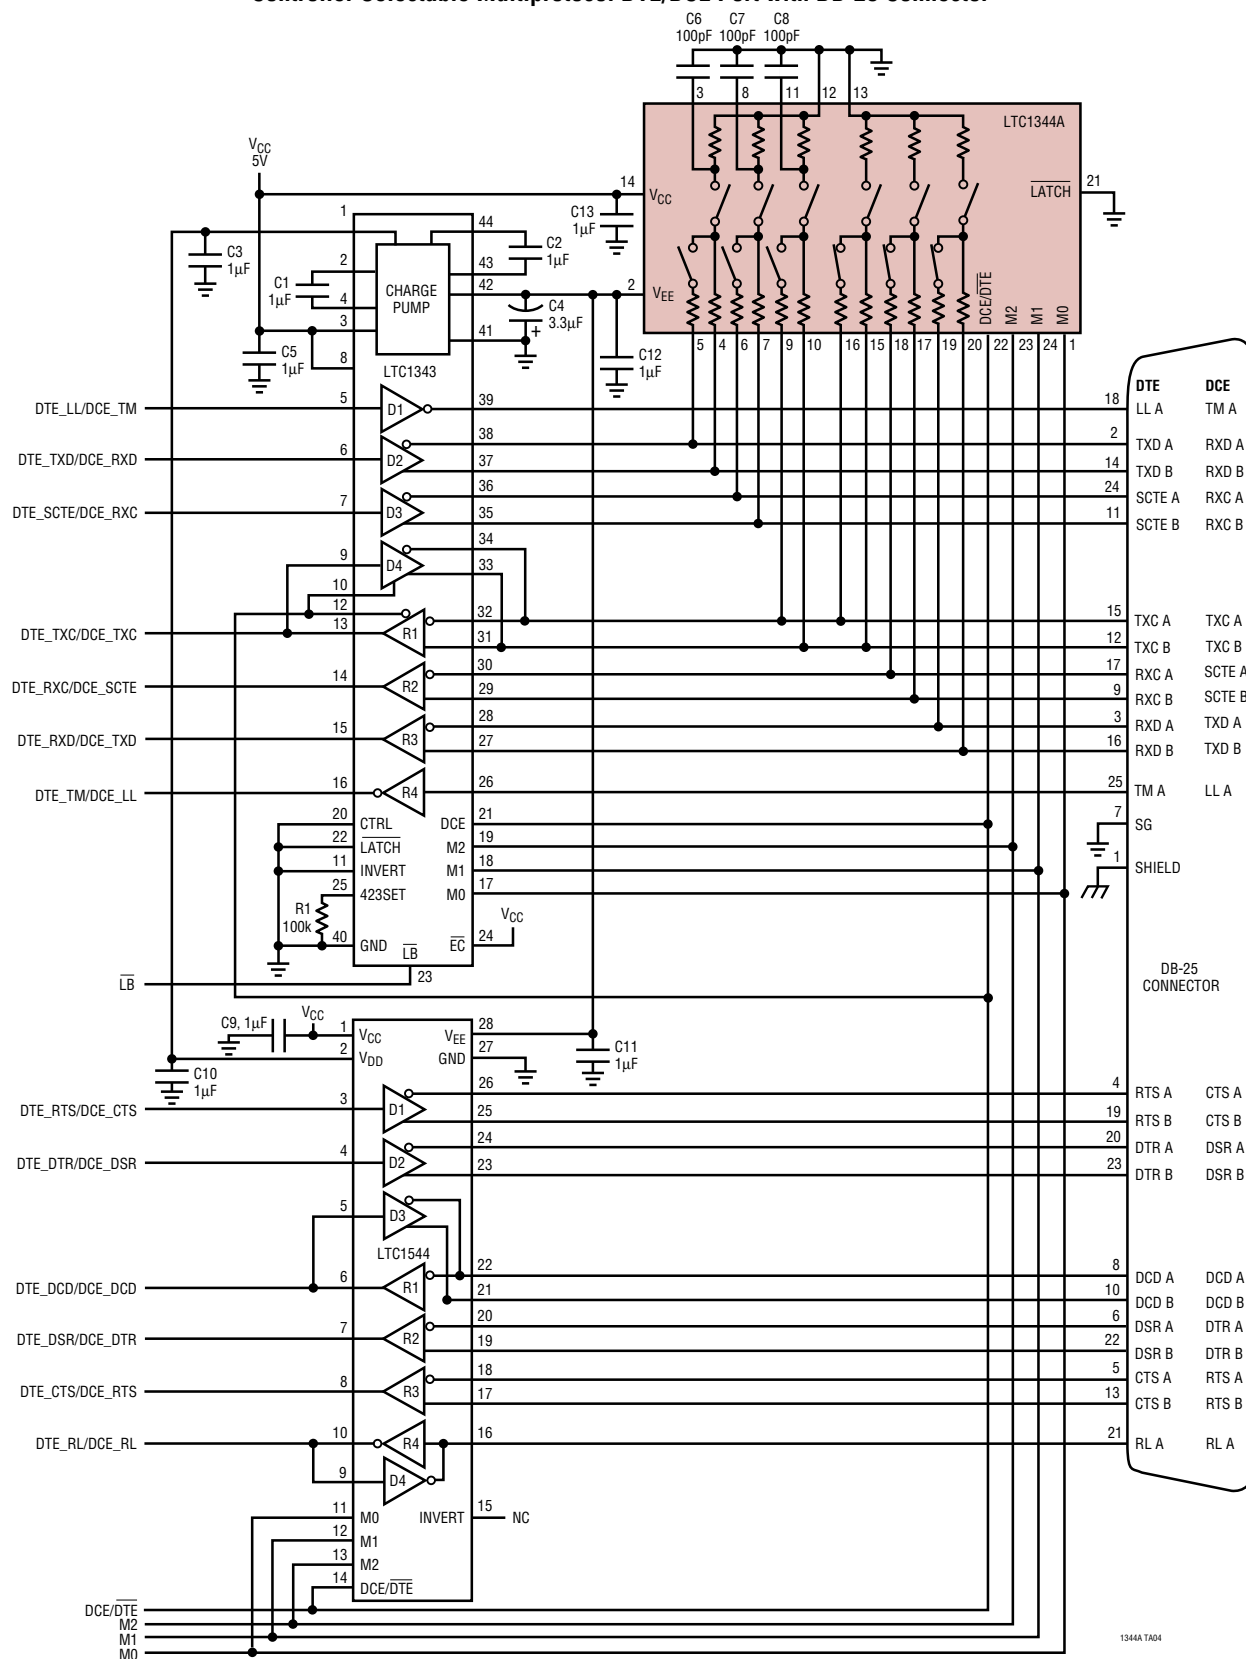 C6 C7 C8
100pF 100pF 100pF
3 8 11 12 13
LTC1344A
VCC
5V
14 VCC
LATCH 21
C13
1µF
1 44
C3
1µF
C2
1µF
2 43
C1
1µF
CHARGE
PUMP
42 2 VEE
4
C4
3.3µF
+
3 41
DCE/DTE M2 M1 M0
C5
1µF
8
C12
1µF
5 4 6 7 9 10 16 15 18 17 19 20 22 23 24 1
LTC1343
DTE DCE
DTE_LL/DCE_TM 5 D1 39 18 LL A TM A
38 2 TXD A RXD A
DTE_TXD/DCE_RXD 6 D2 37 14 TXD B RXD B
36 24 SCTE A RXC A
DTE_SCTE/DCE_RXC 7 D3 35 11 SCTE B RXC B
34
9 D4 33
10
12 32 15 TXC A TXC A
DTE_TXC/DCE_TXC 13 R1 31 12 TXC B TXC B
30 17 RXC A SCTE A
DTE_RXC/DCE_SCTE 14 R2 29 9 RXC B SCTE B
28 3 RXD A TXD A
DTE_RXD/DCE_TXD 15 R3 27 16 RXD B TXD B
DTE_TM/DCE_LL 16 R4 26 25 TM A LL A
20 CTRL DCE 21 7 SG
22 LATCH M2 19
11 INVERT M1 18 1 SHIELD
25 423SET M0 17
R1
100k
VCC
40 GND LB EC 24
LB 23
DB-25
CONNECTOR
C9, 1µF VCC 1 VCC VEE 28
2 VDD GND 27
C11
1µF
C10
1µF
26 4 RTS A CTS A
DTE_RTS/DCE_CTS 3 D1 25 19 RTS B CTS B
24 20 DTR A DSR A
DTE_DTR/DCE_DSR 4 D2 23 23 DTR B DSR B
5 D3
LTC1544
22 8 DCD A DCD A
DTE_DCD/DCE_DCD 6 R1 21 10 DCD B DCD B
20 6 DSR A DTR A
DTE_DSR/DCE_DTR 7 R2 19 22 DSR B DTR B
18 5 CTS A RTS A
DTE_CTS/DCE_RTS 8 R3 17 13 CTS B RTS B
DTE_RL/DCE_RL 10 R4 16 21 RL A RL A
9 D4
11 M0 INVERT 15 NC
12 M1
13 M2
14 DCE/DTE
DCE/DTE
M2
M1
M0
1344A TA04